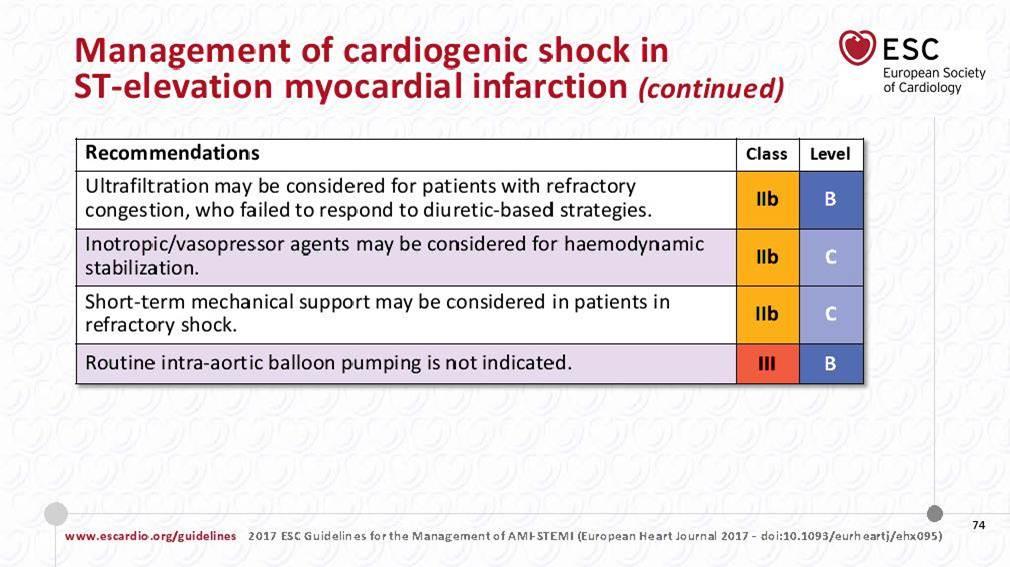 Management of cardiogenic shock in
ST-elevation myocardial infarction (continued)
ESC
European Society
of Cardiology
Recommendations Class Level
Ultrafiltration may be considered for patients with refractory
congestion, who failed to respond to diuretic-based strategies.
IIb B
Inotropic/vasopressor agents may be considered for haemodynamic
stabilization.
IIb C
Short-term mechanical support may be considered in patients in
refractory shock.
IIb C
Routine intra-aortic balloon pumping is not indicated. III B
74
www.escardio.org/guidelines 2017 ESC Guidelines for the Management of AMI-STEMI (European Heart Journal 2017 - doi:10.1093/eurheartj/ehx095)